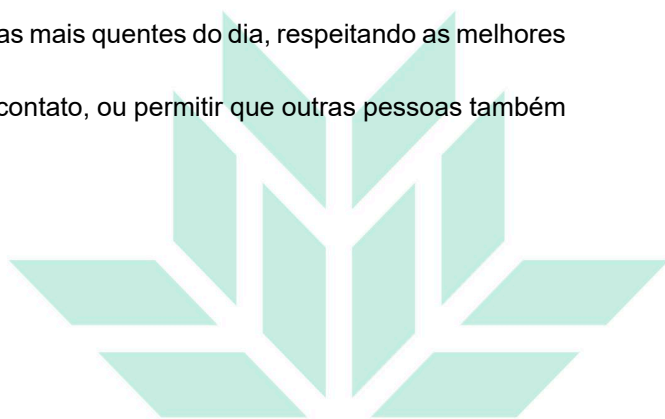 as mais quentes do dia, respeitando as melhores
contato, ou permitir que outras pessoas também